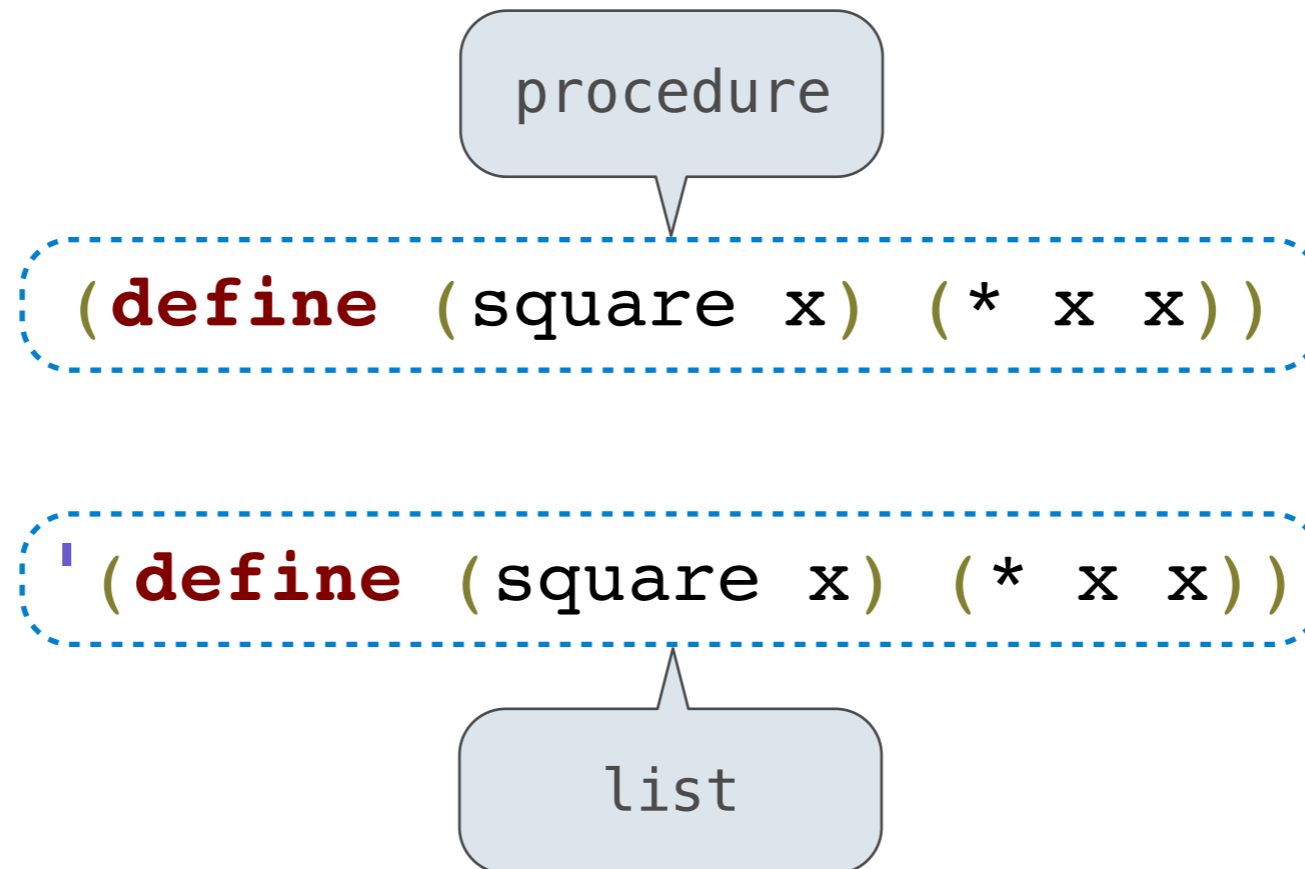 procedure
(define (square x) (* x x))
'(define (square x) (* x x))
list